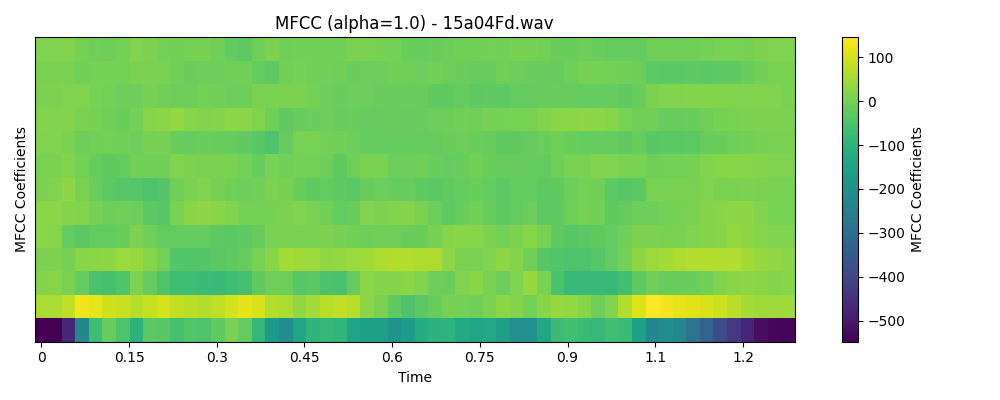 MFCC (alpha=1.0) - 15a04Fd.wav
MFCC Coefficients
0 0.15 0.3 0.45 0.6 0.75 0.9 1.1 1.2
Time
100
0
−100
−200
−300
−400
−500
MFCC Coefficients